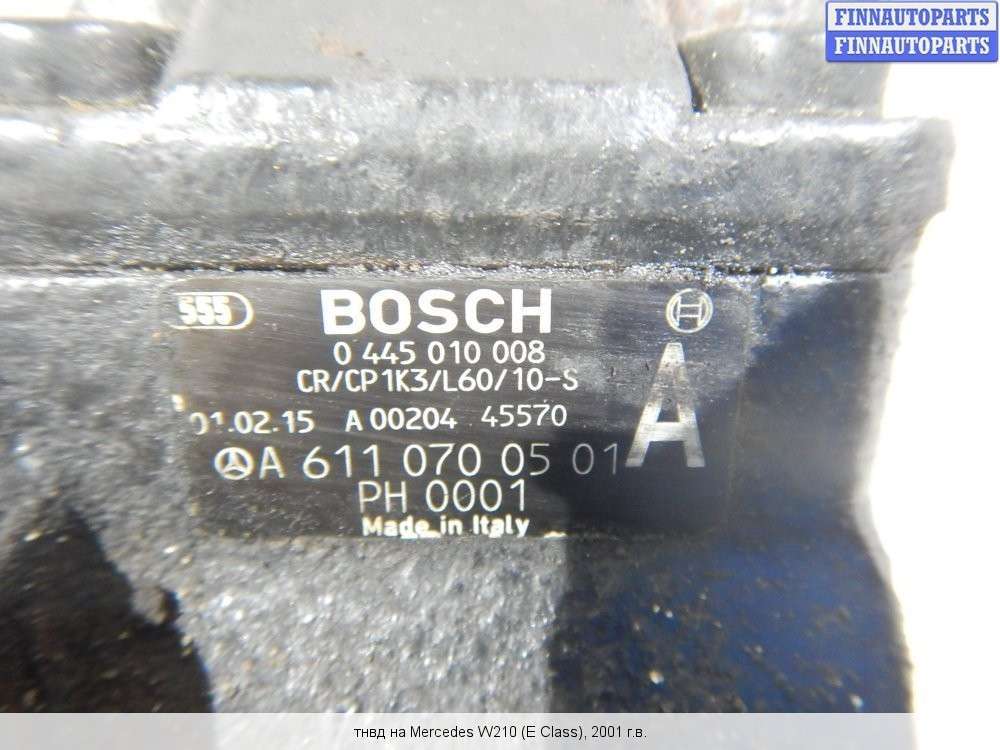 FINNAUTOPARTS
FINNAUTOPARTS
555 BOSCH
0 445 010 008
CR/CP1K3/L60/10-S
01.02.15 A 00204 45570
A
A 611 070 05 01
PH 0001
Made in Italy
тнвд на Mercedes W210 (E Class), 2001 г.в.